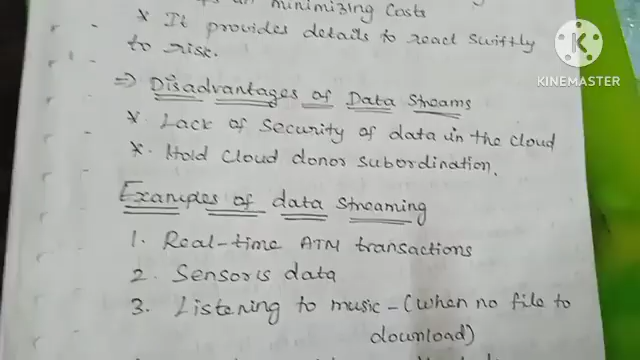 in minimizing Costs
* It provides details to react swiftly
to risk.
⇒ Disadvantages of Data Streams
*. Lack of Security of data in the cloud
*. Hold Cloud donor subordination.
Examples of data Streaming
1. Real-time ATM transactions
2. Sensoris data
3. Listening to music - (when no file to
download)
KINEMASTER